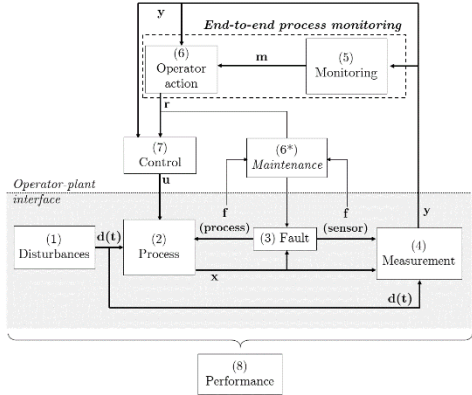 y
End-to-end process monitoring
(6)
Operator
action
m
(5)
Monitoring
r
(7)
Control
(6*)
Maintenance
u
Operator-plant
interface
f
(process)
f
(sensor)
y
(1)
Disturbances
d(t)
(2)
Process
(3) Fault
(4)
Measurement
x
d(t)
(8)
Performance